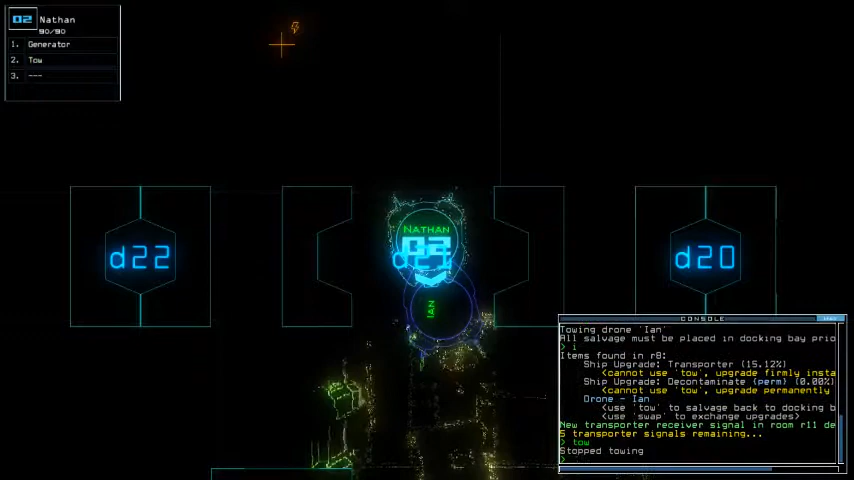 02 Nathan
90/90
1. Generator
2. Tow
3. ---
d22
NATHAN
02
d21
d20
IAN
CONSOLE
Towing drone 'Ian'
All salvage must be placed in docking bay prio
> i
Items found in r8:
Ship Upgrade: Transporter (15.12%)
<cannot use 'tow', upgrade firmly insta
Ship Upgrade: Decontaminate (perm) (0.00%)
<cannot use 'tow', upgrade permanently
Drone - Ian
<use 'tow' to salvage back to docking b
<use 'swap' to exchange upgrades>
New transporter receiver signal in room r11 de
5 transporter signals remaining...
> tow
Stopped towing
>